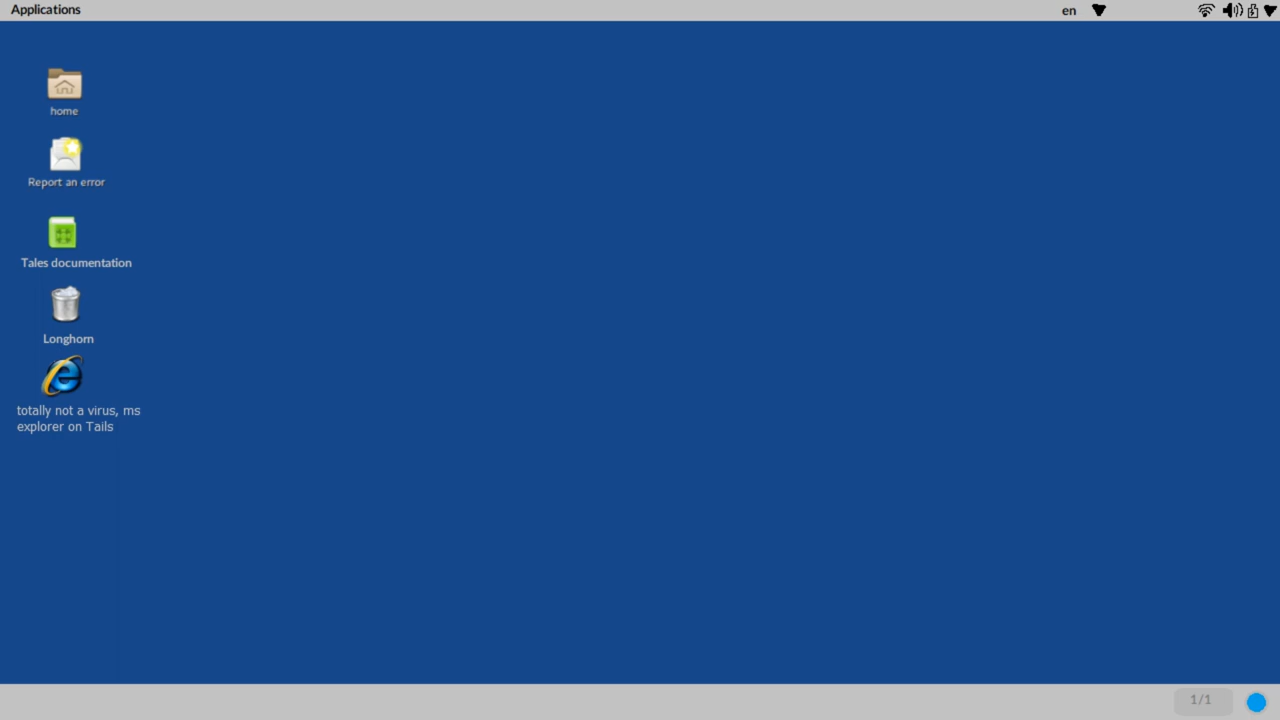 Applications
en
home
Report an error
Tales documentation
Longhorn
totally not a virus, ms
explorer on Tails
1/1